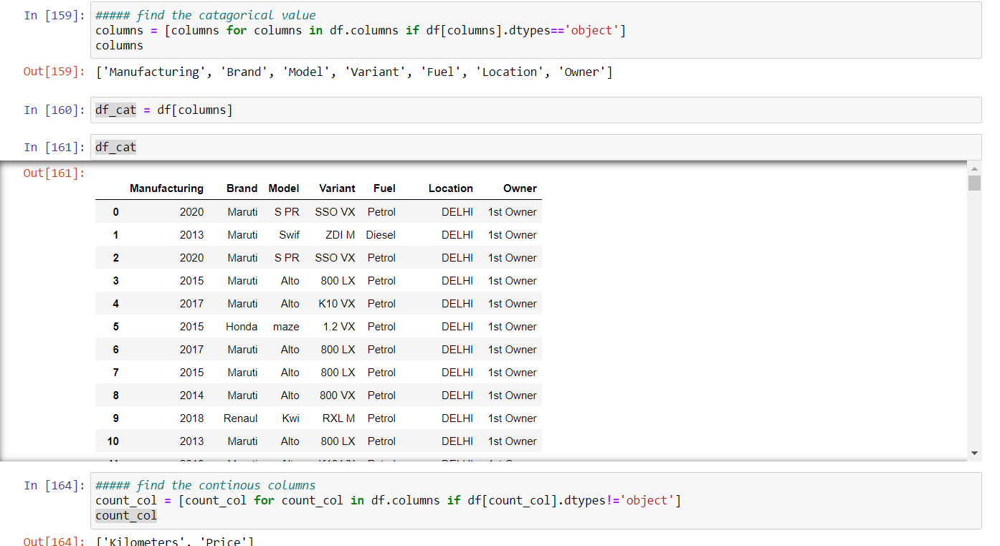 In [159]: ##### find the catagorical value
columns = [columns for columns in df.columns if df[columns].dtypes=='object']
columns
Out[159]: ['Manufacturing', 'Brand', 'Model', 'Variant', 'Fuel', 'Location', 'Owner']
In [160]: df_cat = df[columns]
In [161]: df_cat
Out[161]:
Manufacturing Brand Model Variant Fuel Location Owner
0 2020 Maruti S PR SSO VX Petrol DELHI 1st Owner
1 2013 Maruti Swif ZDI M Diesel DELHI 1st Owner
2 2020 Maruti S PR SSO VX Petrol DELHI 1st Owner
3 2015 Maruti Alto 800 LX Petrol DELHI 1st Owner
4 2017 Maruti Alto K10 VX Petrol DELHI 1st Owner
5 2015 Honda maze 1.2 VX Petrol DELHI 1st Owner
6 2017 Maruti Alto 800 LX Petrol DELHI 1st Owner
7 2015 Maruti Alto 800 LX Petrol DELHI 1st Owner
8 2014 Maruti Alto 800 VX Petrol DELHI 1st Owner
9 2018 Renaul Kwi RXL M Petrol DELHI 1st Owner
10 2013 Maruti Alto 800 LX Petrol DELHI 1st Owner
In [164]: ##### find the continous columns
count_col = [count_col for count_col in df.columns if df[count_col].dtypes!='object']
count_col
Out[164]: ['Kilometers', 'Price']